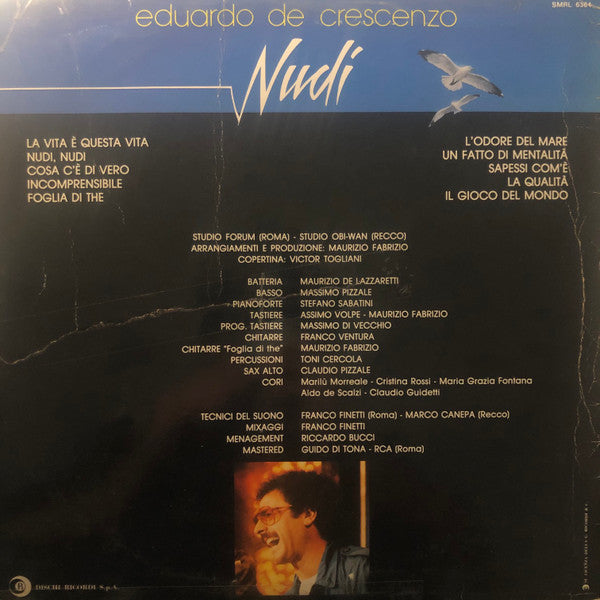 eduardo de crescenzo
SMRL 6364
Nudi
LA VITA È QUESTA VITA
NUDI, NUDI
COSA C'È DI VERO
INCOMPRENSIBILE
FOGLIA DI THE
L'ODORE DEL MARE
UN FATTO DI MENTALITÀ
SAPESSI COM'È
LA QUALITÀ
IL GIOCO DEL MONDO
STUDIO FORUM (ROMA) - STUDIO OBI-WAN (RECCO)
ARRANGIAMENTI E PRODUZIONE: MAURIZIO FABRIZIO
COPERTINA: VICTOR TOGLIANI
BATTERIA MAURIZIO DE LAZZARETTI
BASSO MASSIMO PIZZALE
PIANOFORTE STEFANO SABATINI
TASTIERE ASSIMO VOLPE - MAURIZIO FABRIZIO
PROG. TASTIERE MASSIMO DI VECCHIO
CHITARRE FRANCO VENTURA
CHITARRE "Foglia di the" MAURIZIO FABRIZIO
PERCUSSIONI TONI CERCOLA
SAX ALTO CLAUDIO PIZZALE
CORI Marilù Morreale - Cristina Rossi - Maria Grazia Fontana
Aldo de Scalzi - Claudio Guidetti
TECNICI DEL SUONO FRANCO FINETTI (Roma) - MARCO CANEPA (Recco)
MIXAGGI FRANCO FINETTI
MENAGEMENT RICCARDO BUCCI
MASTERED GUIDO DI TONA - RCA (Roma)
DISCHI RICORDI S.p.A.